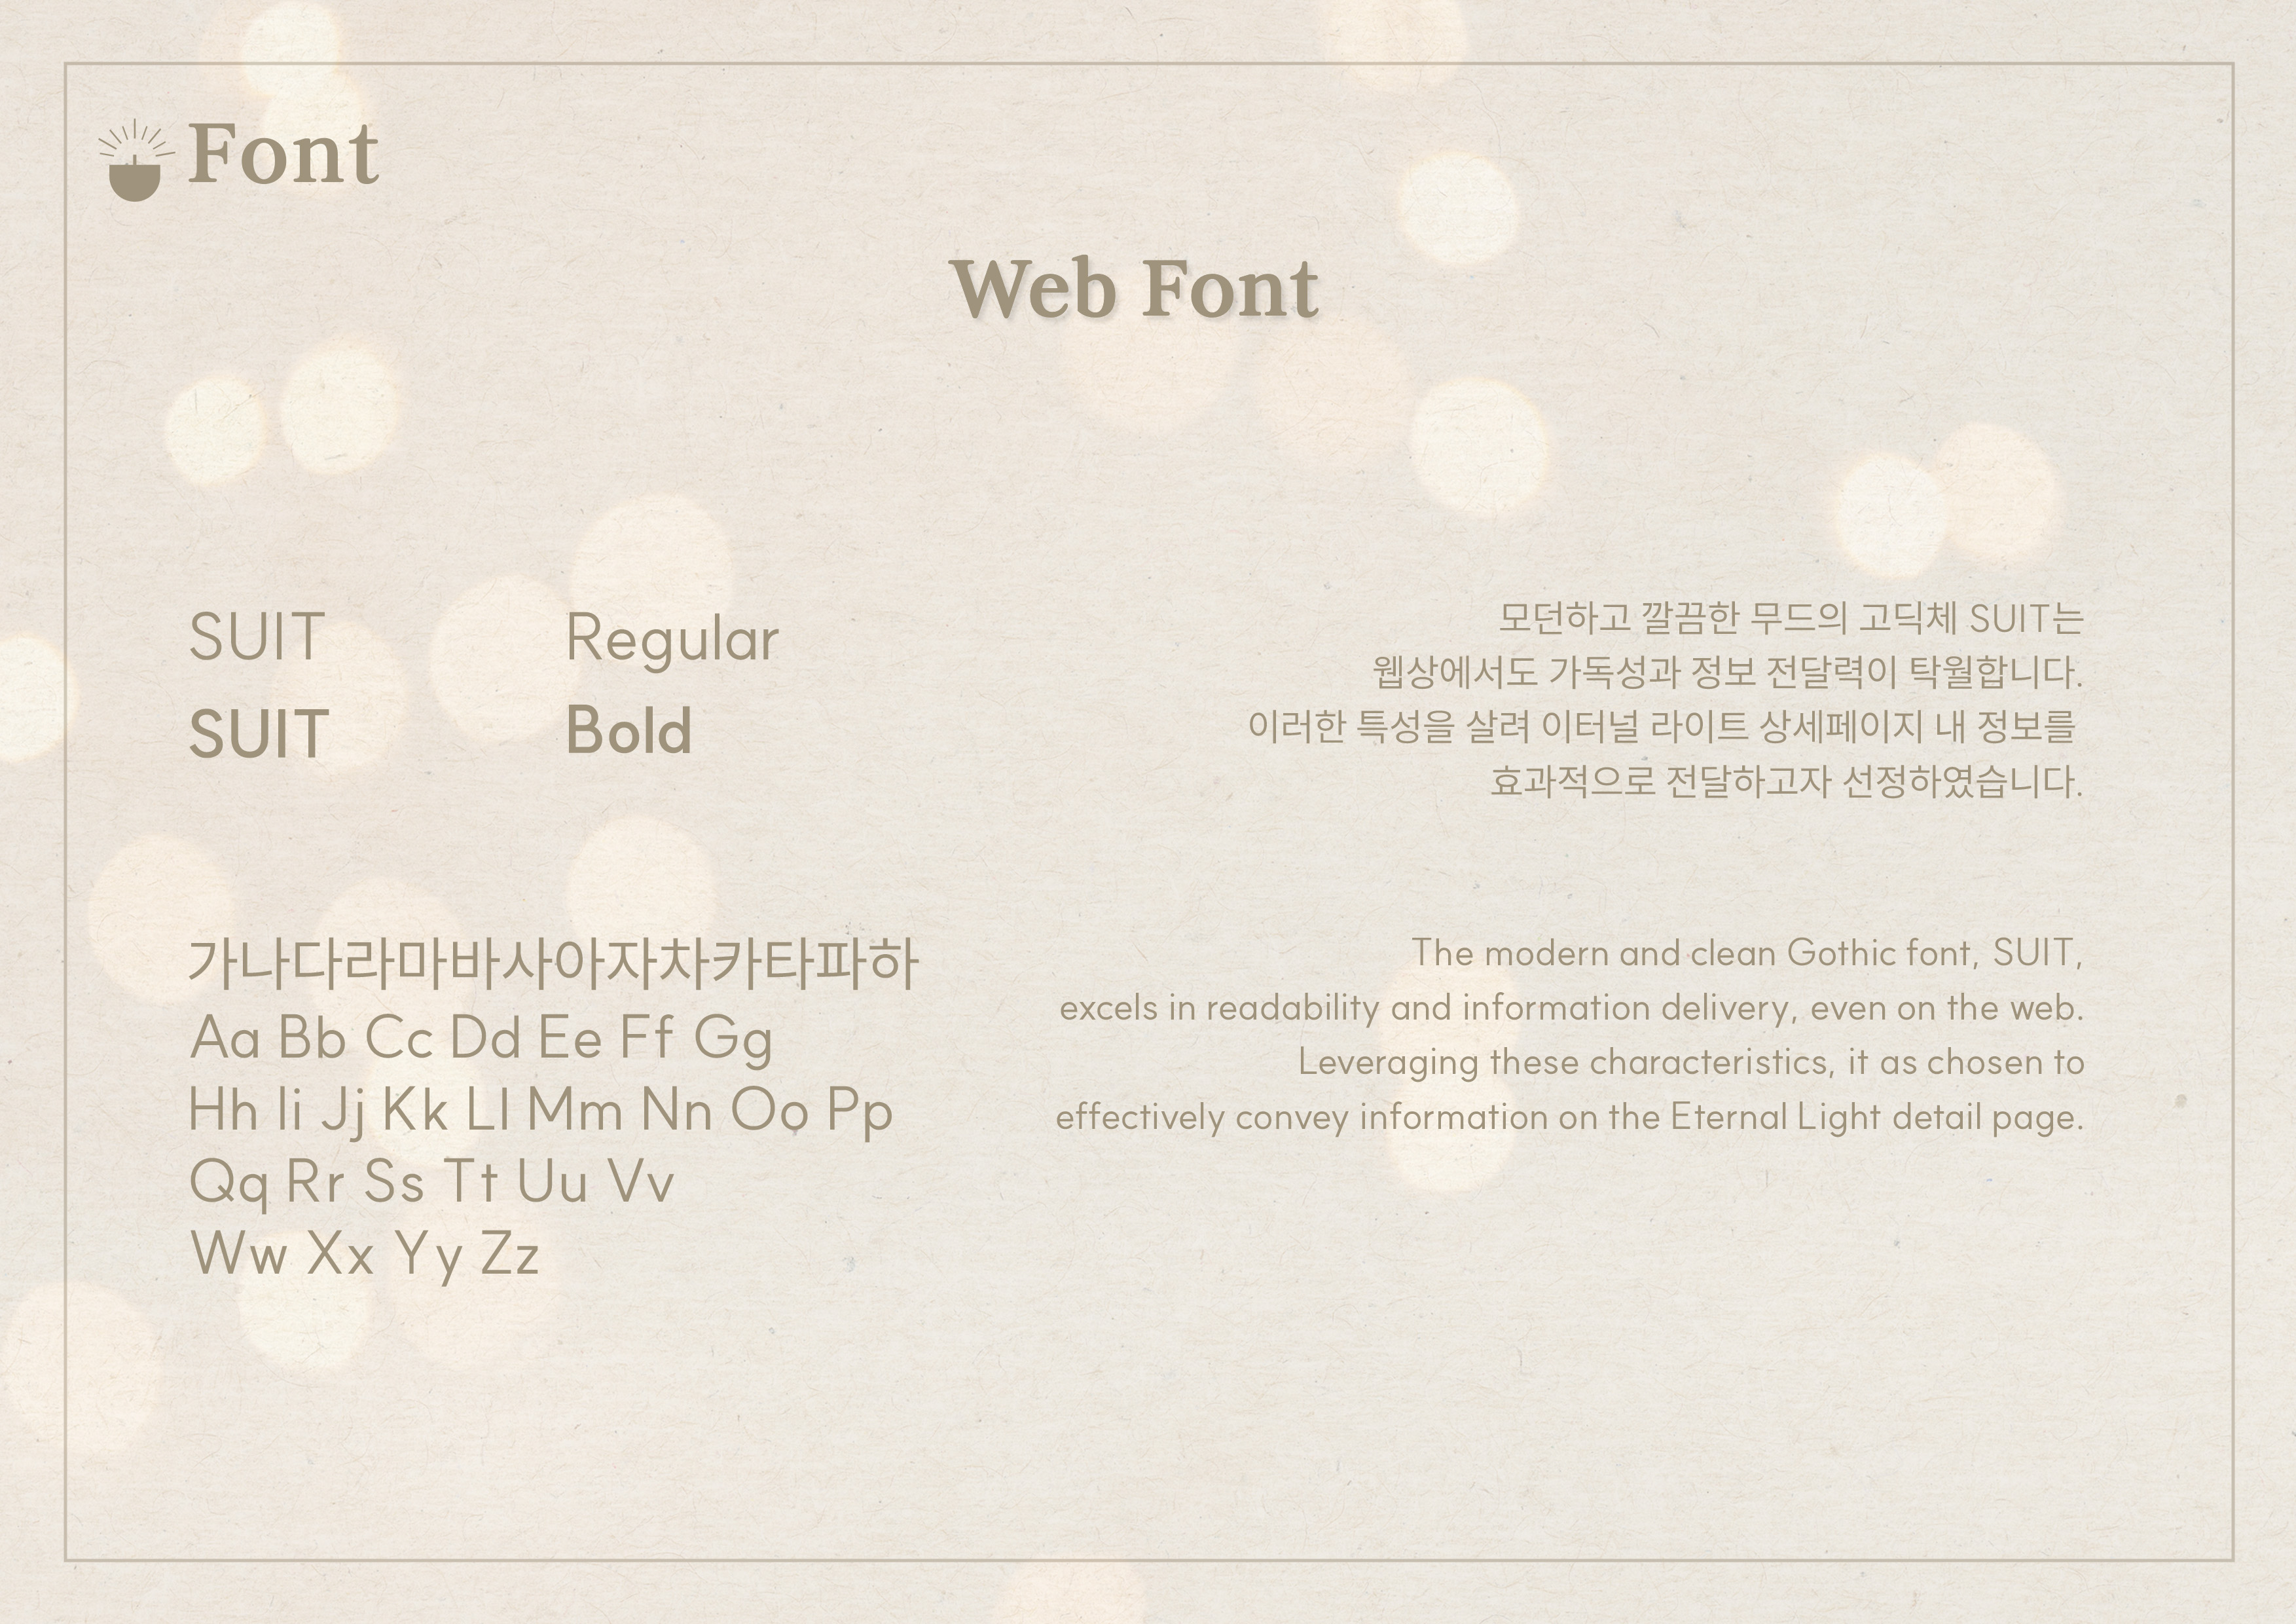 Font
Web Font
SUIT Regular
SUIT Bold
모던하고 깔끔한 무드의 고딕체 SUIT는
웹상에서도 가독성과 정보 전달력이 탁월합니다.
이러한 특성을 살려 이터널 라이트 상세페이지 내 정보를
효과적으로 전달하고자 선정하였습니다.
가나다라마바사아자차카타파하
Aa Bb Cc Dd Ee Ff Gg
Hh Ii Jj Kk Ll Mm Nn Oo Pp
Qq Rr Ss Tt Uu Vv
Ww Xx Yy Zz
The modern and clean Gothic font, SUIT,
excels in readability and information delivery, even on the web.
Leveraging these characteristics, it as chosen to
effectively convey information on the Eternal Light detail page.